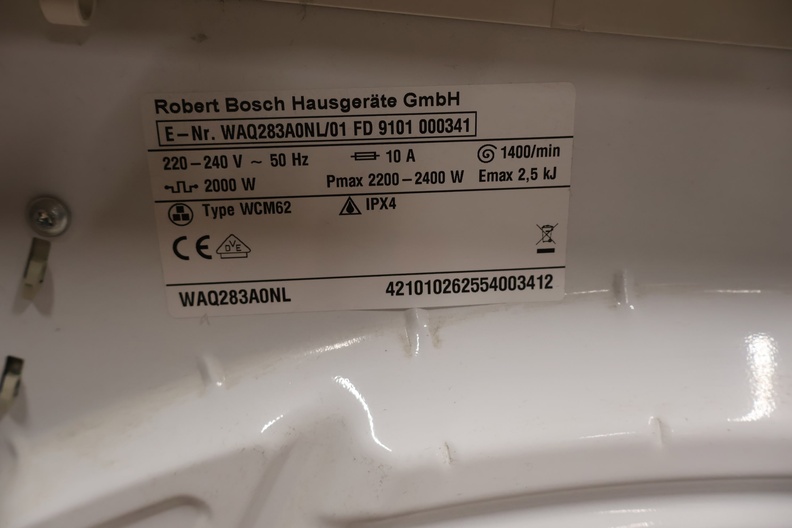 Robert Bosch Hausgeräte GmbH
E-Nr. WAQ283A0NL/01 FD 9101 000341
220-240 V ~ 50 Hz 10 A 1400/min
2000 W Pmax 2200-2400 W Emax 2,5 kJ
Type WCM62 IPX4
CE DVE
WAQ283A0NL 421010262554003412